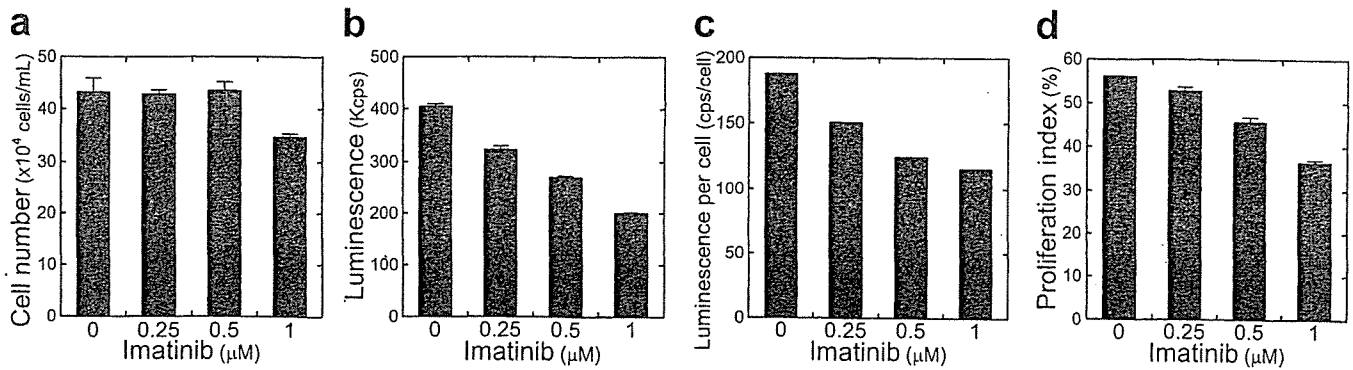 a
Cell number (x10⁴ cells/mL)
50
40
30
20
10
0
0 0.25 0.5 1
Imatinib (μM)
b
Luminescence (Kcps)
500
400
300
200
100
0
0 0.25 0.5 1
Imatinib (μM)
c
Luminescence per cell (cps/cell)
200
150
100
50
0
0 0.25 0.5 1
Imatinib (μM)
d
Proliferation index (%)
60
50
40
30
20
10
0
0 0.25 0.5 1
Imatinib (μM)